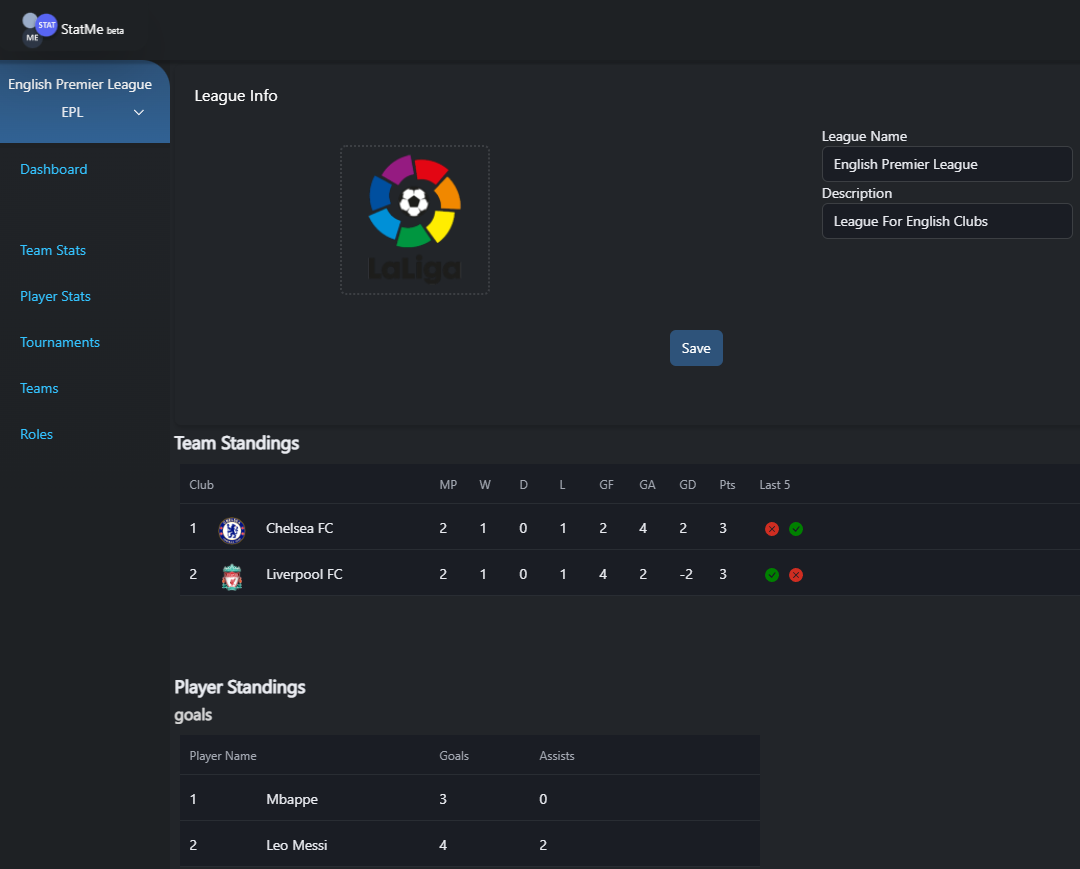 STAT
ME
StatMe beta
English Premier League
EPL
Dashboard
Team Stats
Player Stats
Tournaments
Teams
Roles
League Info
LaLiga
League Name
English Premier League
Description
League For English Clubs
Save
Team Standings
Club MP W D L GF GA GD Pts Last 5
1 Chelsea FC 2 1 0 1 2 4 2 3
2 Liverpool FC 2 1 0 1 4 2 -2 3
Player Standings
goals
Player Name Goals Assists
1 Mbappe 3 0
2 Leo Messi 4 2